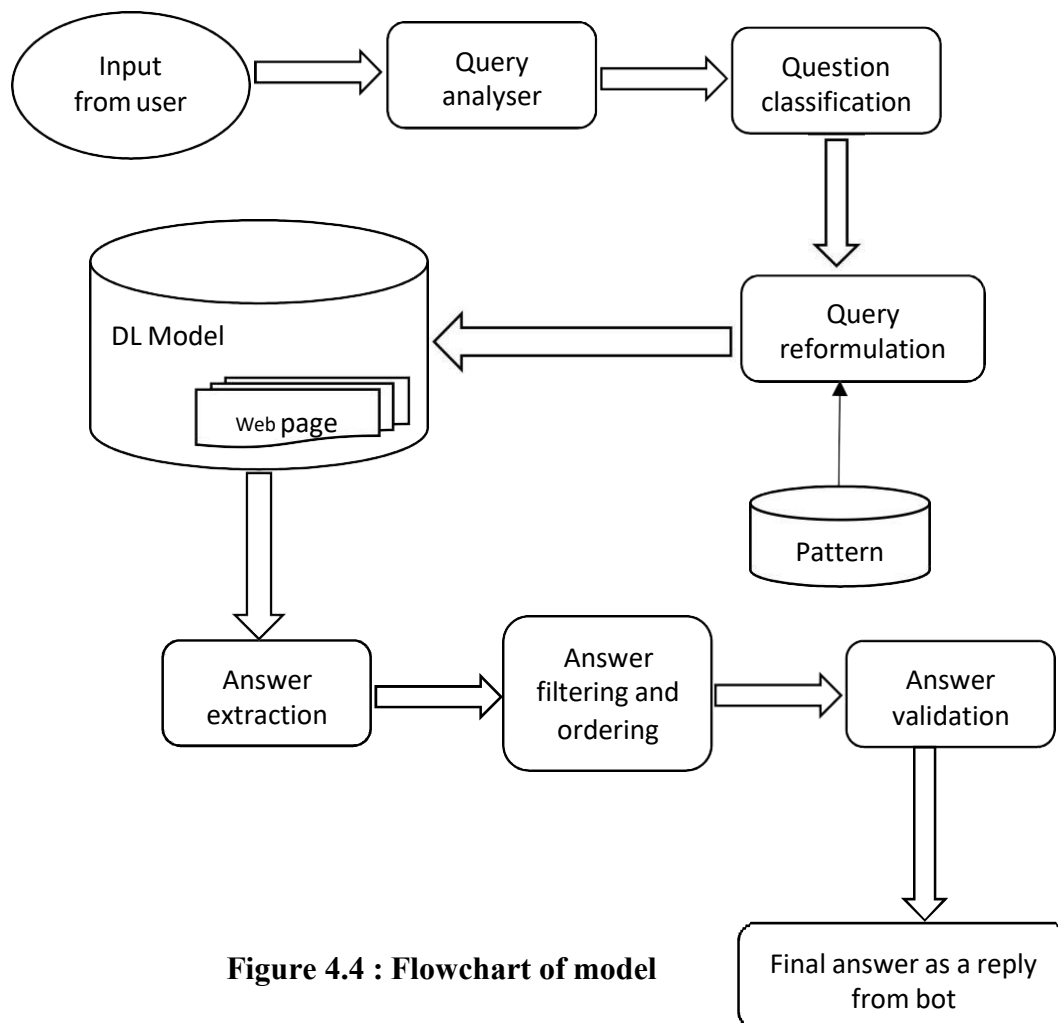 Input
from user
Query
analyser
Question
classification
Query
reformulation
DL Model
Web page
Pattern
Answer
extraction
Answer
filtering and
ordering
Answer
validation
Final answer as a reply
from bot
Figure 4.4 : Flowchart of model